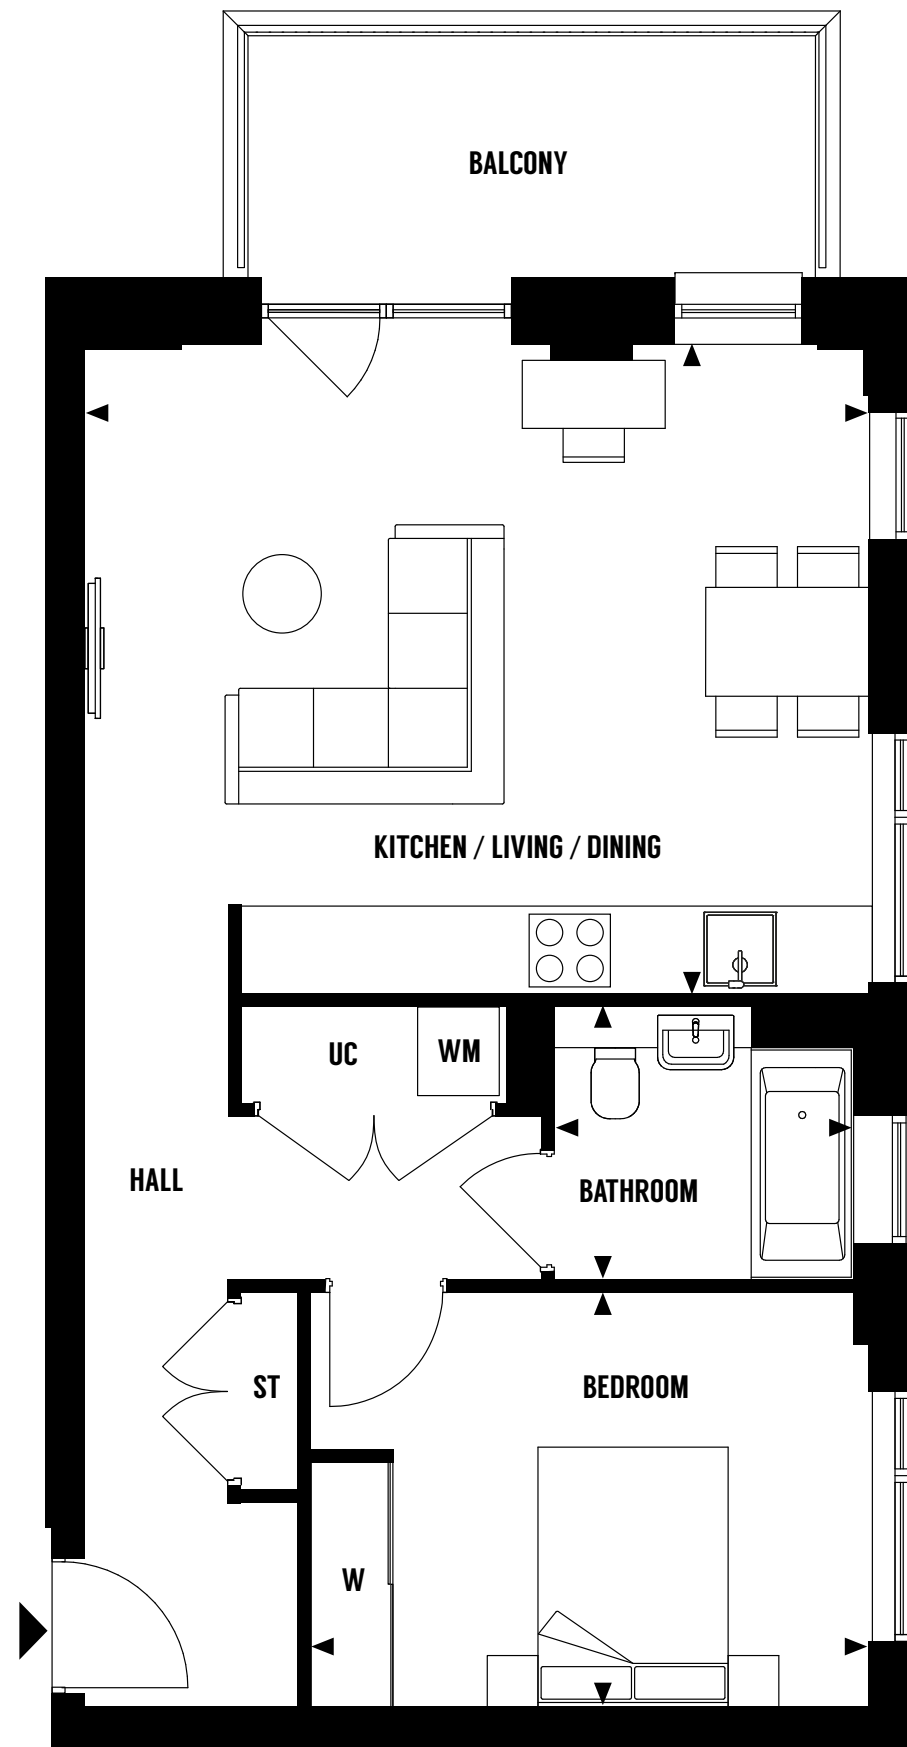 BALCONY
KITCHEN / LIVING / DINING
UC
WM
HALL
BATHROOM
ST
BEDROOM
W